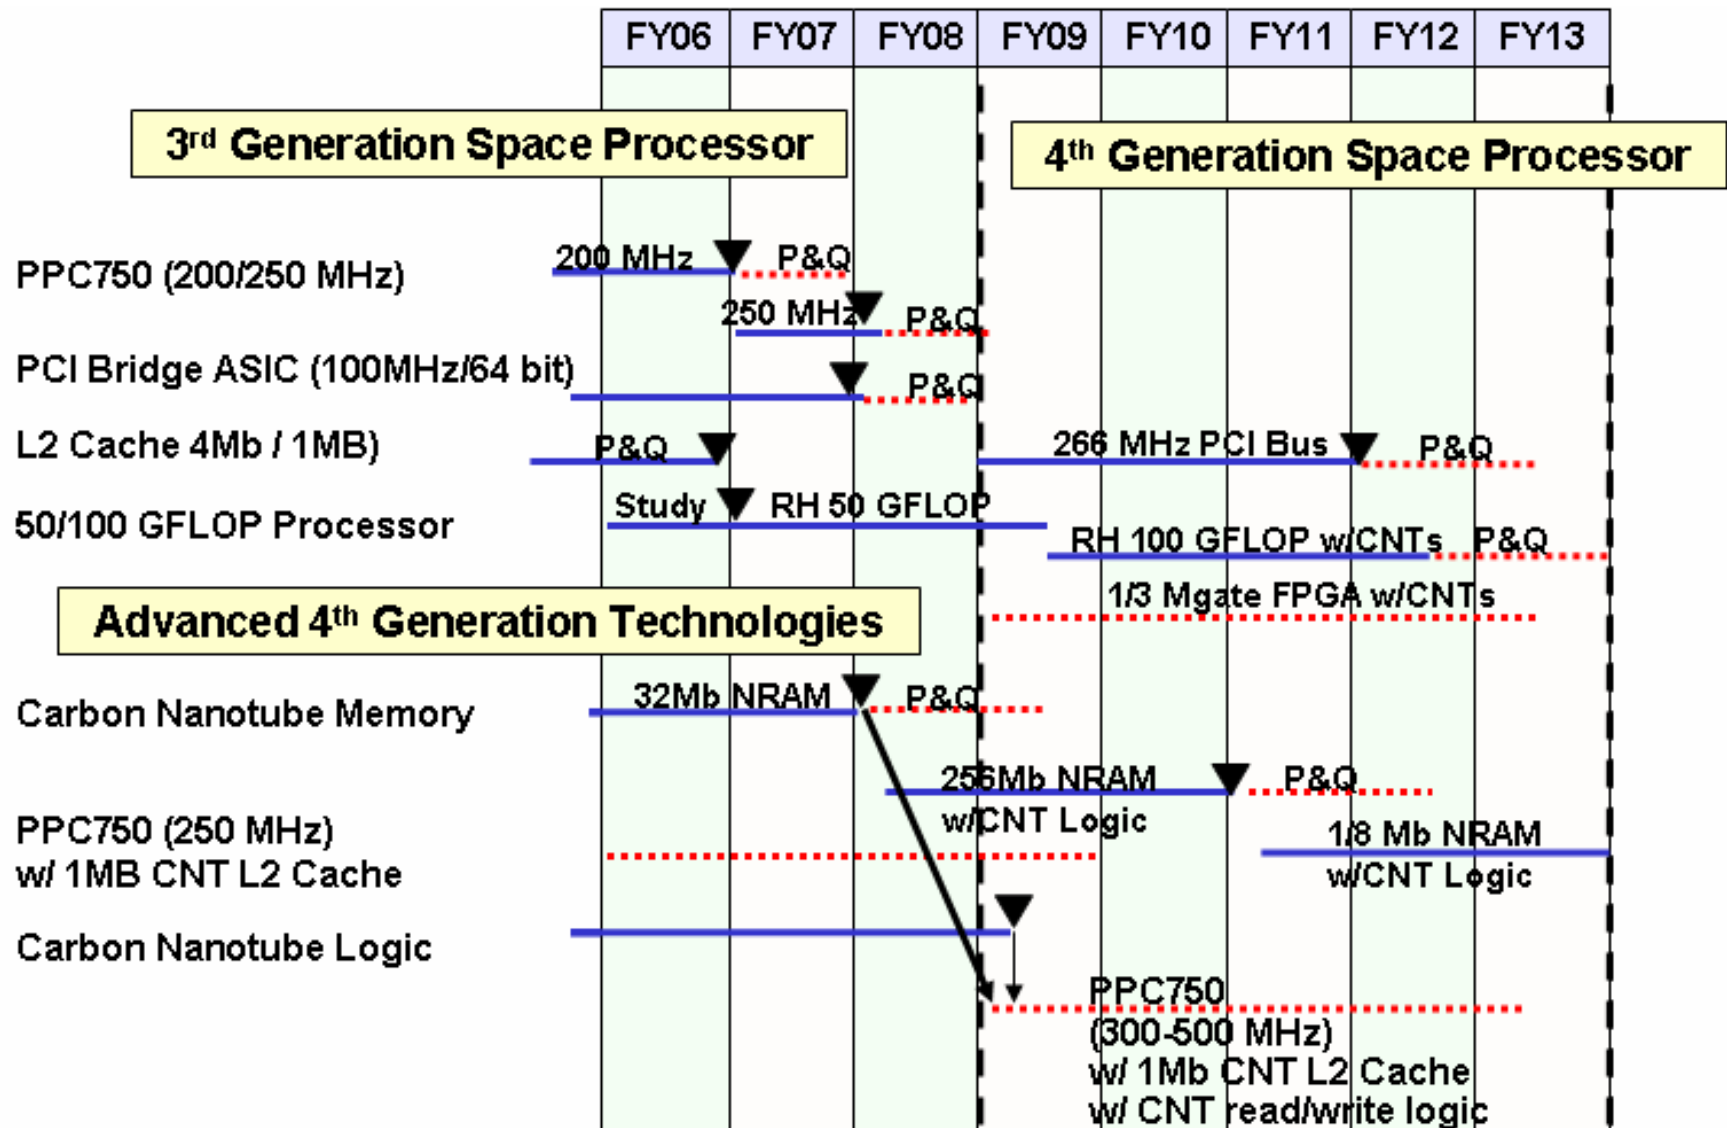 FY06 FY07 FY08 FY09 FY10 FY11 FY12 FY13
3rd Generation Space Processor
4th Generation Space Processor
PPC750 (200/250 MHz)
200 MHz
P&Q
250 MHz
P&Q
PCI Bridge ASIC (100MHz/64 bit)
P&Q
L2 Cache 4Mb / 1MB)
P&Q
266 MHz PCI Bus
P&Q
50/100 GFLOP Processor
Study
RH 50 GFLOP
RH 100 GFLOP w/CNTs
P&Q
1/3 Mgate FPGA w/CNTs
Advanced 4th Generation Technologies
Carbon Nanotube Memory
32Mb NRAM
P&Q
256Mb NRAM
w/CNT Logic
P&Q
1/8 Mb NRAM
w/CNT Logic
PPC750 (250 MHz)
w/ 1MB CNT L2 Cache
Carbon Nanotube Logic
PPC750
(300-500 MHz)
w/ 1Mb CNT L2 Cache
w/ CNT read/write logic